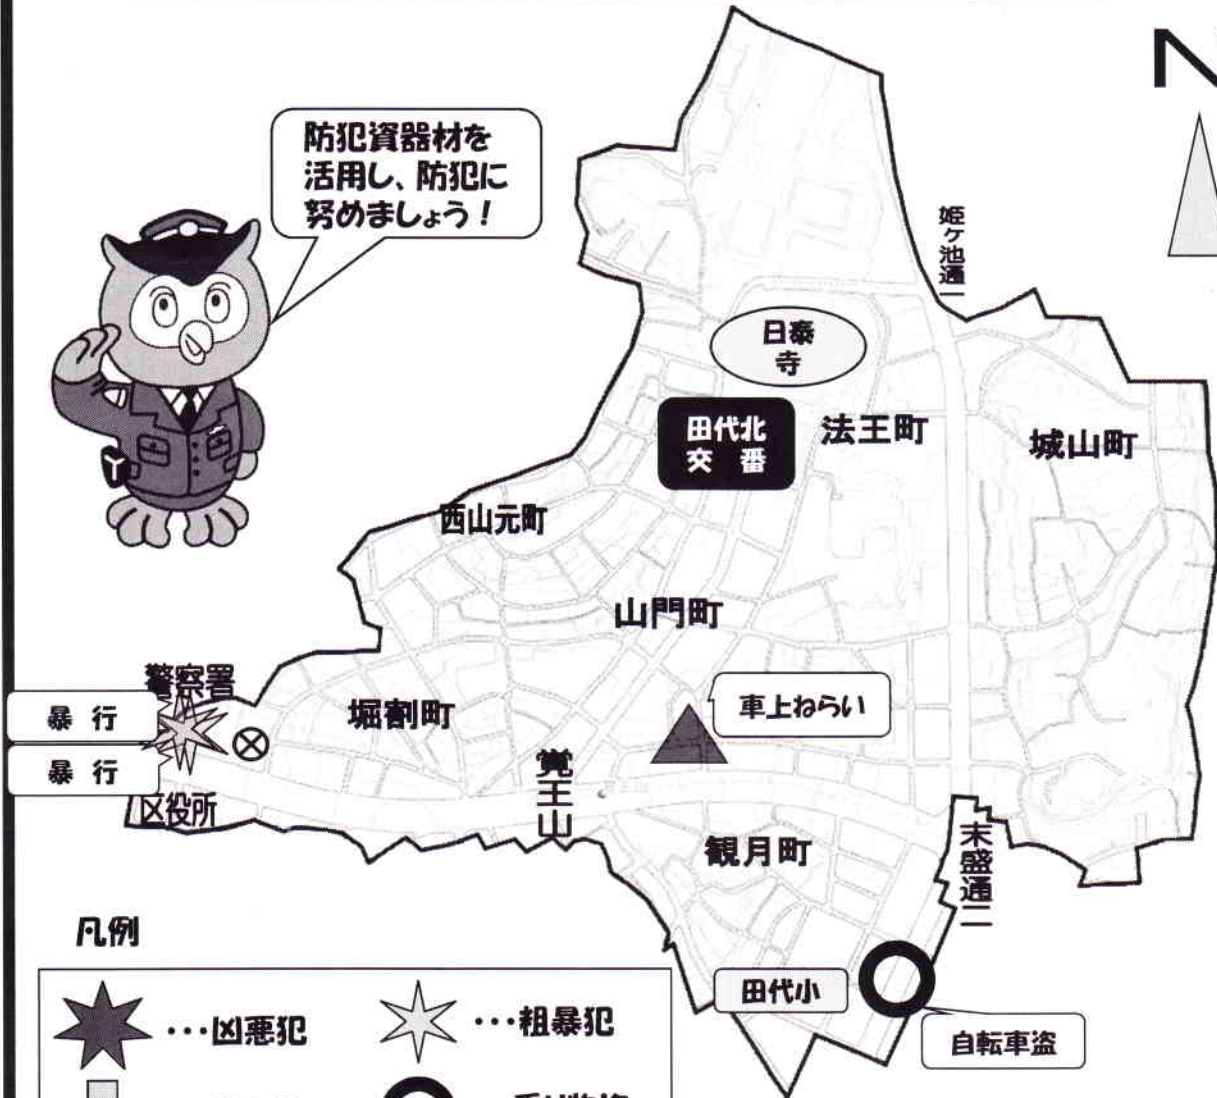 防犯資器材を
活用し、防犯に
努めましょう！
N
姫ヶ池通一
日泰
寺
田代北
交 番
法王町
城山町
西山元町
山門町
警察署
暴 行
暴 行
区役所
堀割町
車上ねらい
覚王山
観月町
末盛通二
田代小
自転車盗
凡例
…凶悪犯
…粗暴犯